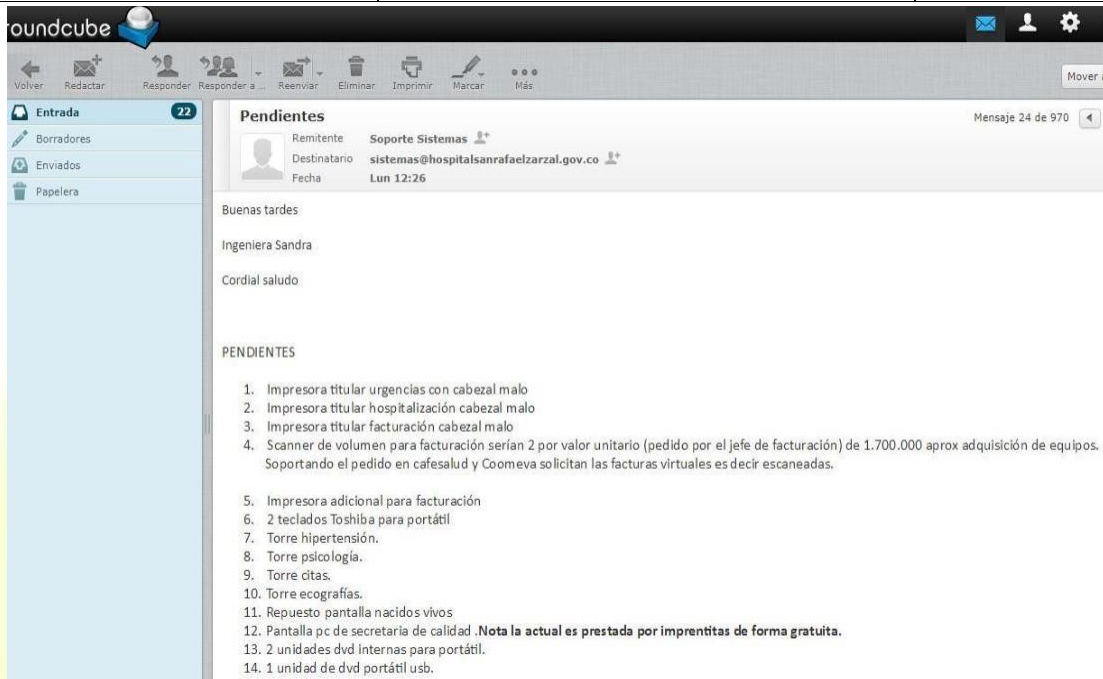 roundcube
Volver Redactar Responder Responder a ... Reenviar Eliminar Imprimir Marcar Más
Mover a
Entrada 22
Borradores
Enviados
Papelera
Pendientes
Mensaje 24 de 970
Remitente Soporte Sistemas
Destinatario sistemas@hospitalsanrafaelzarzal.gov.co
Fecha Lun 12:26
Buenas tardes
Ingeniera Sandra
Cordial saludo
PENDIENTES
1. Impresora titular urgencias con cabezal malo
2. Impresora titular hospitalización cabezal malo
3. Impresora titular facturación cabezal malo
4. Scanner de volumen para facturación serían 2 por valor unitario (pedido por el jefe de facturación) de 1.700.000 aprox adquisición de equipos.
Soportando el pedido en cafesalud y Coomeva solicitan las facturas virtuales es decir escaneadas.
5. Impresora adicional para facturación
6. 2 teclados Toshiba para portátil
7. Torre hipertensión.
8. Torre psicología.
9. Torre citas.
10. Torre ecografías.
11. Repuesto pantalla nacidos vivos
12. Pantalla pc de secretaria de calidad .Nota la actual es prestada por imprentitas de forma gratuita.
13. 2 unidades dvd internas para portátil.
14. 1 unidad de dvd portátil usb.